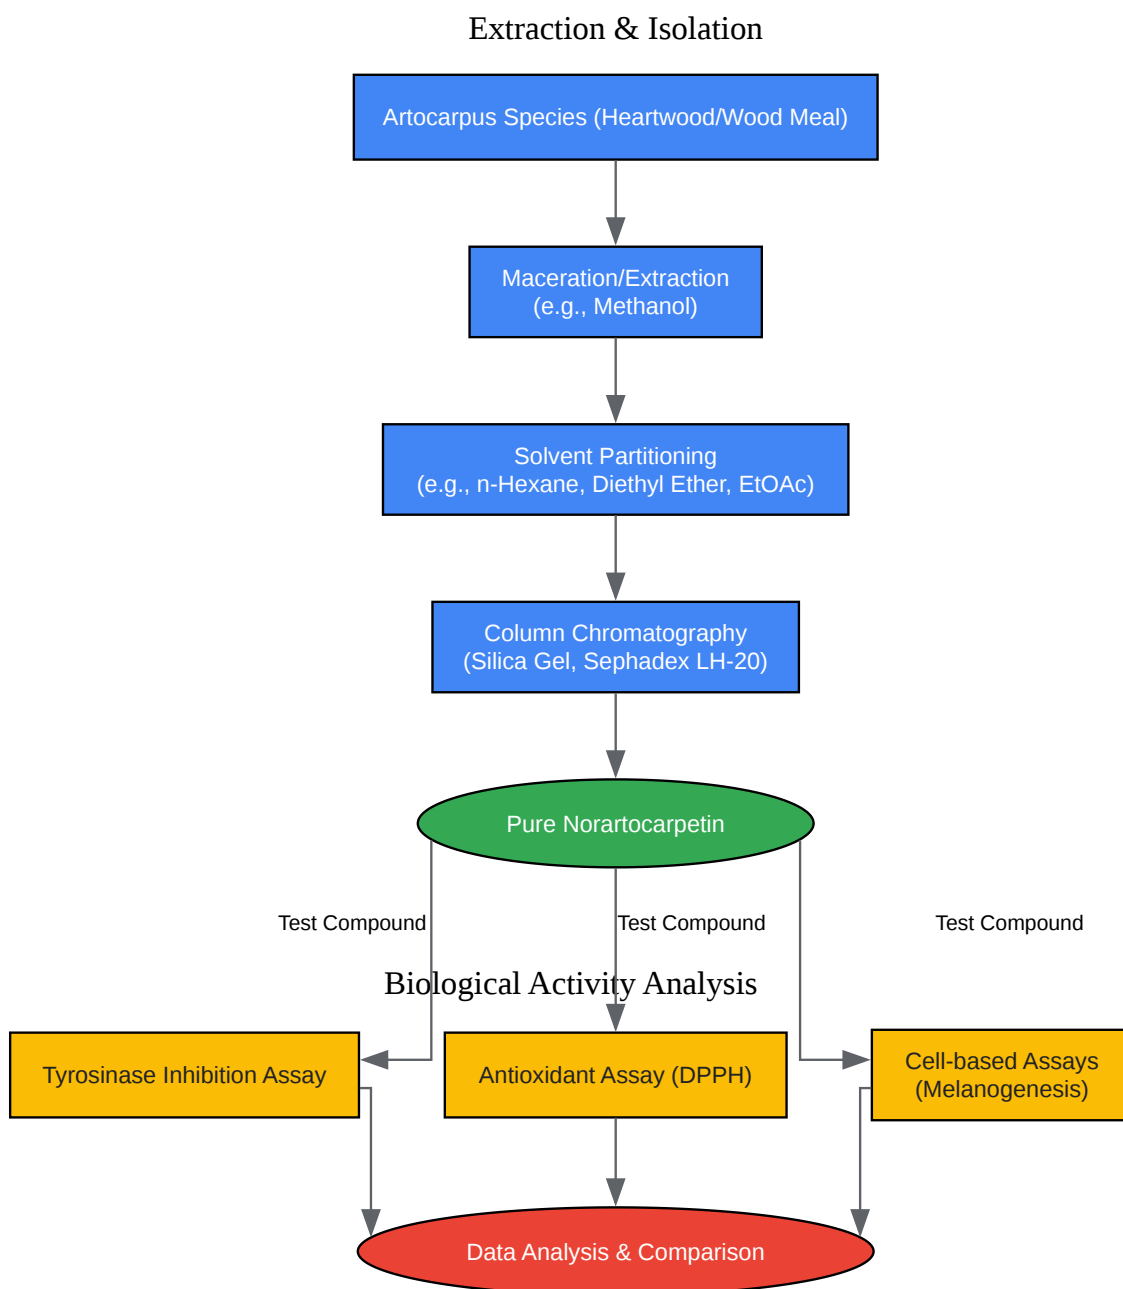 Extraction & Isolation
Artocarpus Species (Heartwood/Wood Meal)
Maceration/Extraction
(e.g., Methanol)
Solvent Partitioning
(e.g., n-Hexane, Diethyl Ether, EtOAc)
Column Chromatography
(Silica Gel, Sephadex LH-20)
Pure Norartocarpetin
Test Compound
Test Compound
Test Compound
Biological Activity Analysis
Tyrosinase Inhibition Assay
Antioxidant Assay (DPPH)
Cell-based Assays
(Melanogenesis)
Data Analysis & Comparison